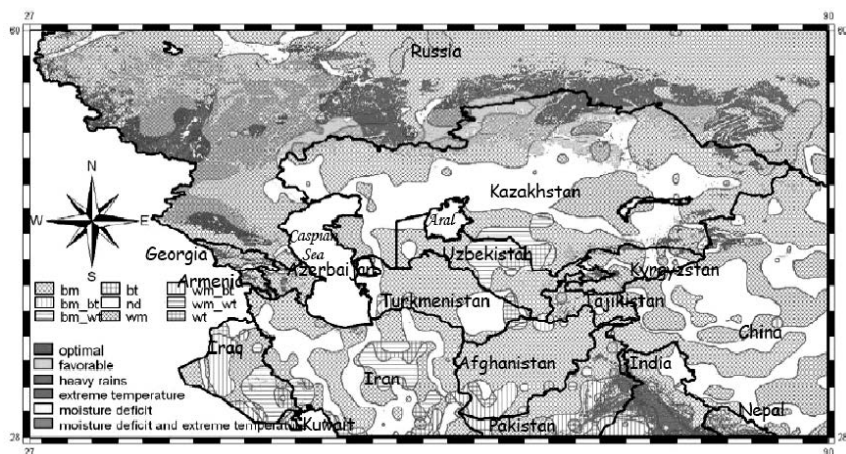 27
90
60
60
Russia
N
Kazakhstan
W
E
Aral
Caspian
Sea
S
Georgia
Azerbaijan
Uzbekistan
Kyrgyzstan
Armenia
bm
bt
wm_bt
bm_bt
nd
wm_wt
bm_wt
wm
wt
Turkmenistan
Tajikistan
China
Iraq
optimal
favorable
heavy rains
extreme temperature
moisture deficit
moisture deficit and extreme temperature
Iran
Afghanistan
India
Nepal
Kuwait
Pakistan
28
28
27
90